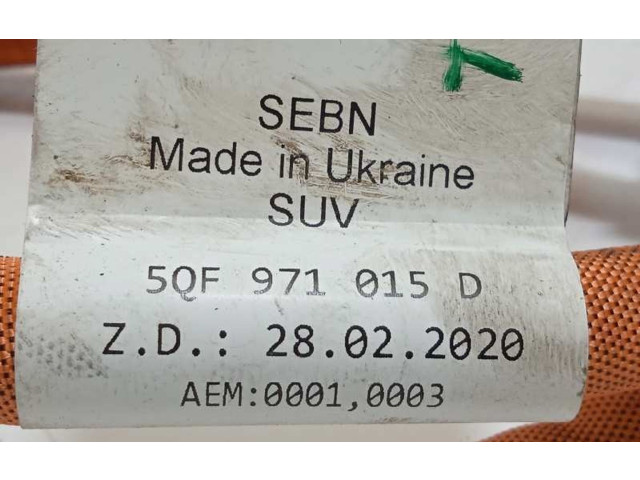 SEBN
Made in Ukraine
SUV
5QF 971 015 D
Z.D.: 28.02.2020
AEM:0001,0003